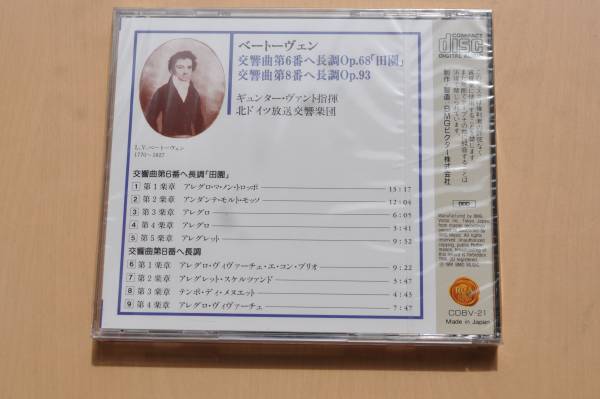 ベートーヴェン
交響曲第6番ヘ長調Op.68「田園」
交響曲第8番ヘ長調Op.93
ギュンター・ヴァント指揮
北ドイツ放送交響楽団
L.V.ベートーヴェン
1770〜1827
交響曲第6番ヘ長調「田園」
1 第1楽章 アレグロ・マ・ノン・トロッポ 13:17
2 第2楽章 アンダンテ・モルト・モッソ 12:04
3 第3楽章 アレグロ 6:05
4 第4楽章 アレグロ 3:41
5 第5楽章 アレグレット 9:52
交響曲第8番ヘ長調
6 第1楽章 アレグロ・ヴィヴァーチェ・エ・コン・ブリオ 9:22
7 第2楽章 アレグレット・スケルツァンド 3:47
8 第3楽章 テンポ・ディ・メヌエット 4:43
9 第4楽章 アレグロ・ヴィヴァーチェ 7:47
COMPACT
disc
DIGITAL AUDIO
製造 BMGビクター株式会社
DDD
Manufactured by BMG
Victor, Inc. Tokyo, Japan
CDBV-21
Made in Japan